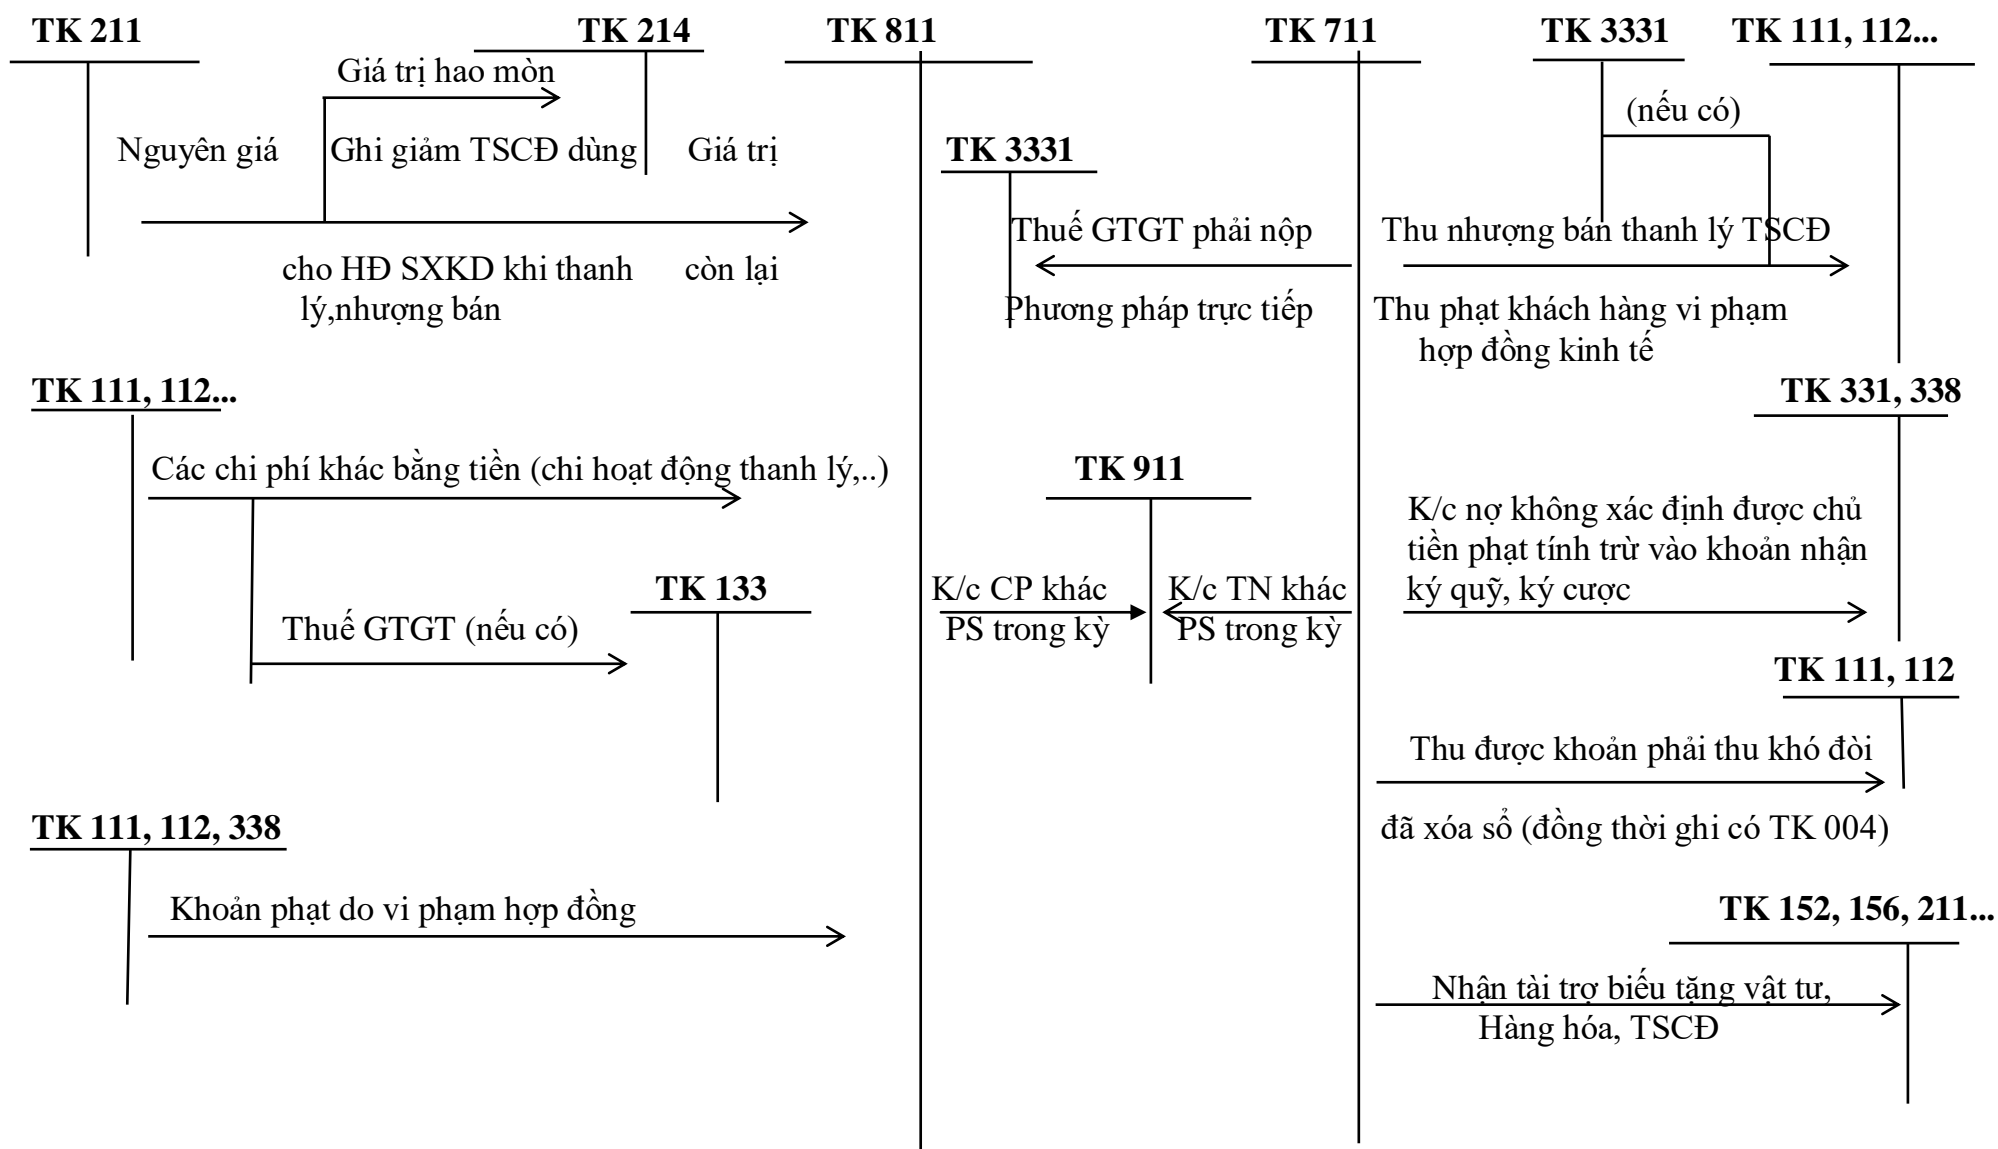 TK 211 TK 214 TK 811 TK 711 TK 3331 TK 111, 112...
Giá trị hao mòn
(nếu có)
Nguyên giá Ghi giảm TSCĐ dùng Giá trị TK 3331
Thuế GTGT phải nộp Thu nhượng bán thanh lý TSCĐ
cho HĐ SXKD khi thanh còn lại
lý,nhượng bán Phương pháp trực tiếp Thu phạt khách hàng vi phạm
hợp đồng kinh tế
TK 111, 112... TK 331, 338
Các chi phí khác bằng tiền (chi hoạt động thanh lý,..) TK 911
K/c nợ không xác định được chủ
tiền phạt tính trừ vào khoản nhận
TK 133 K/c CP khác K/c TN khác ký quỹ, ký cược
Thuế GTGT (nếu có) PS trong kỳ PS trong kỳ
TK 111, 112
Thu được khoản phải thu khó đòi
TK 111, 112, 338 đã xóa sổ (đồng thời ghi có TK 004)
Khoản phạt do vi phạm hợp đồng TK 152, 156, 211...
Nhận tài trợ biếu tặng vật tư,
Hàng hóa, TSCĐ